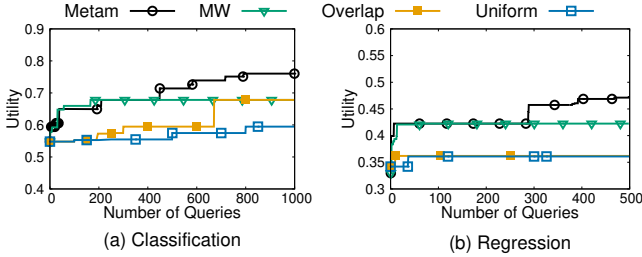 Metam MW Overlap Uniform
0.9
0.8
0.7
0.6
0.5
0.4
Utility
0 200 400 600 800 1000
Number of Queries
(a) Classification
0.6
0.55
0.5
0.45
0.4
0.35
0.3
Utility
0 100 200 300 400 500
Number of Queries
(b) Regression